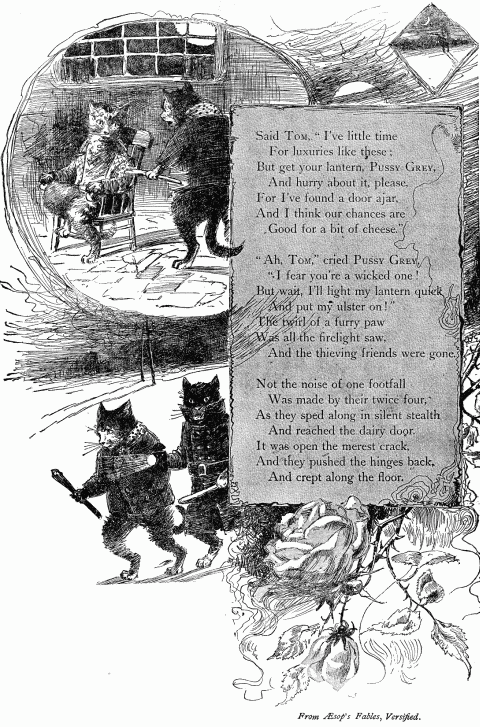 Said TOM, " I've little time
For luxuries like these ;
But get your lantern, PUSSY GREY,
And hurry about it, please.
For I've found a door ajar,
And I think our chances are
Good for a bit of cheese."
" Ah, TOM," cried PUSSY GREY,
" I fear you're a wicked one !
But wait, I'll light my lantern quick
And put my ulster on ! "
The twirl of a furry paw
Was all the firelight saw,
And the thieving friends were gone.
Not the noise of one footfall
Was made by their twice four,
As they sped along in silent stealth
And reached the dairy door.
It was open the merest crack,
And they pushed the hinges back,
And crept along the floor.
From Æsop's Fables, Versified.